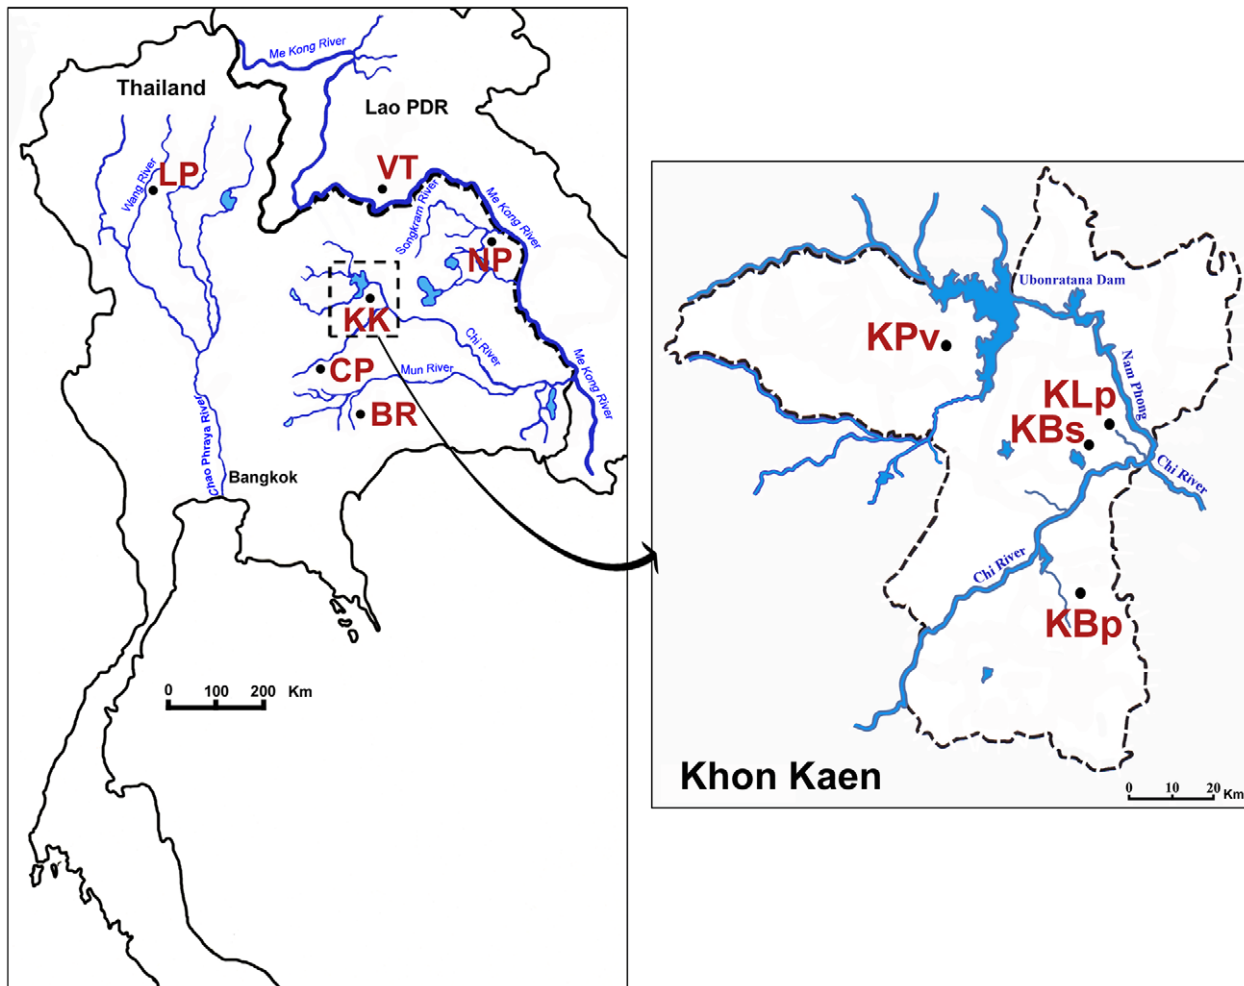 Me Kong River
Thailand
Lao PDR
Wang River
LP
VT
Songkram River
Me Kong River
NP
KK
CP
Chi River
Mun River
Me Kong River
BR
Chao Phraya River
Bangkok
0 100 200 Km
Ubonratana Dam
KPv
Nam Phong
KLp
KBs
Chi River
Chi River
KBp
Khon Kaen
0 10 20 Km